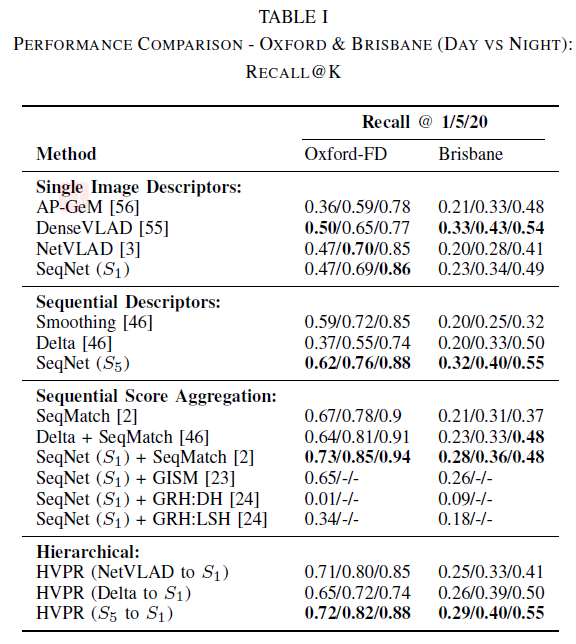 TABLE I
PERFORMANCE COMPARISON - OXFORD & BRISBANE (DAY VS NIGHT):
RECALL@K
Recall @ 1/5/20
Method Oxford-FD Brisbane
Single Image Descriptors:
AP-GeM [56] 0.36/0.59/0.78 0.21/0.33/0.48
DenseVLAD [55] 0.50/0.65/0.77 0.33/0.43/0.54
NetVLAD [3] 0.47/0.70/0.85 0.20/0.28/0.41
SeqNet (S1) 0.47/0.69/0.86 0.23/0.34/0.49
Sequential Descriptors:
Smoothing [46] 0.59/0.72/0.85 0.20/0.25/0.32
Delta [46] 0.37/0.55/0.74 0.20/0.33/0.50
SeqNet (S5) 0.62/0.76/0.88 0.32/0.40/0.55
Sequential Score Aggregation:
SeqMatch [2] 0.67/0.78/0.9 0.21/0.31/0.37
Delta + SeqMatch [46] 0.64/0.81/0.91 0.23/0.33/0.48
SeqNet (S1) + SeqMatch [2] 0.73/0.85/0.94 0.28/0.36/0.48
SeqNet (S1) + GISM [23] 0.65/-/- 0.26/-/-
SeqNet (S1) + GRH:DH [24] 0.01/-/- 0.09/-/-
SeqNet (S1) + GRH:LSH [24] 0.34/-/- 0.18/-/-
Hierarchical:
HVPR (NetVLAD to S1) 0.71/0.80/0.85 0.25/0.33/0.41
HVPR (Delta to S1) 0.65/0.72/0.74 0.26/0.39/0.50
HVPR (S5 to S1) 0.72/0.82/0.88 0.29/0.40/0.55